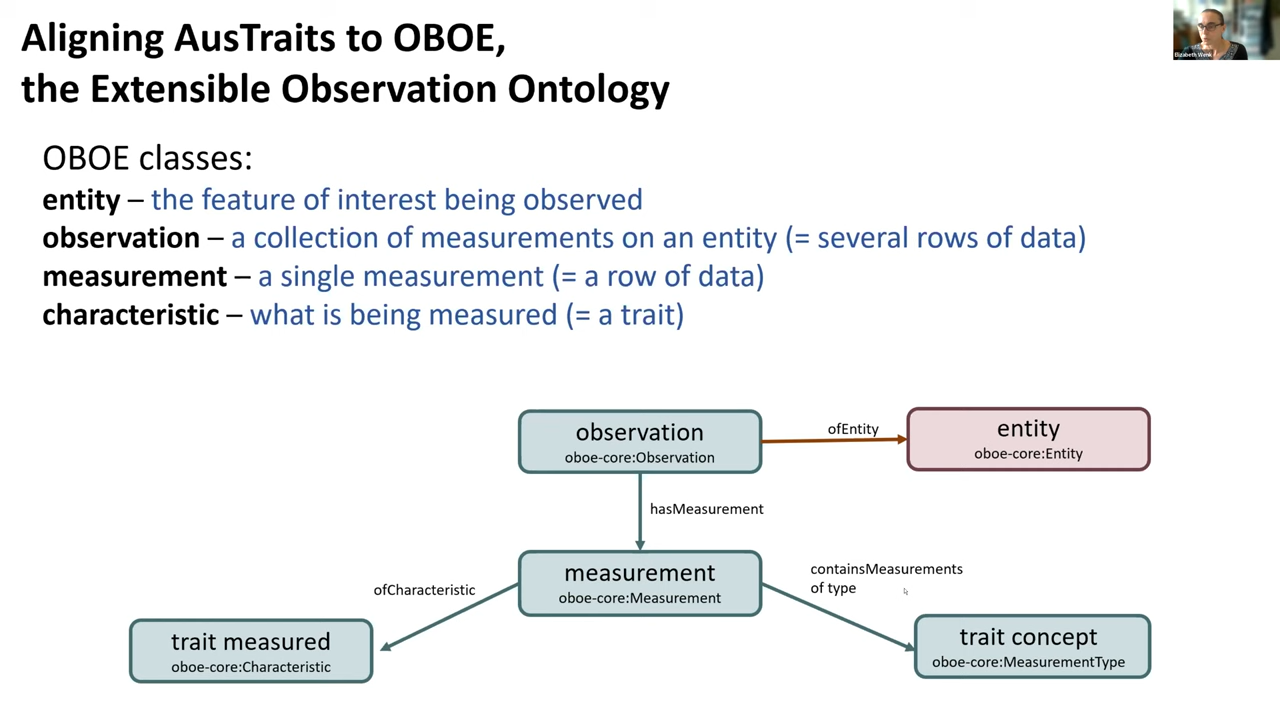 Aligning AusTraits to OBOE,
the Extensible Observation Ontology
Elizabeth Wenk
OBOE classes:
entity – the feature of interest being observed
observation – a collection of measurements on an entity (= several rows of data)
measurement – a single measurement (= a row of data)
characteristic – what is being measured (= a trait)
observation
oboe-core:Observation
ofEntity
entity
oboe-core:Entity
hasMeasurement
measurement
oboe-core:Measurement
ofCharacteristic
containsMeasurements
of type
trait measured
oboe-core:Characteristic
trait concept
oboe-core:MeasurementType